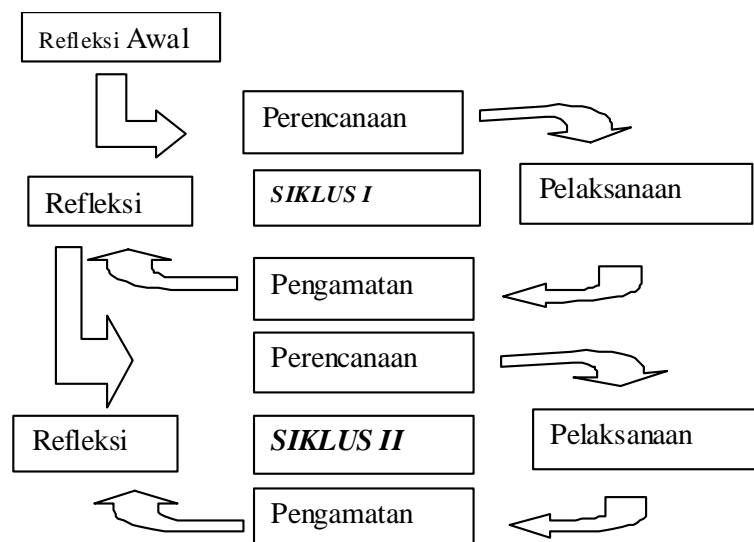 Refleksi Awal
Perencanaan
Refleksi
SIKLUS I
Pelaksanaan
Pengamatan
Perencanaan
Refleksi
SIKLUS II
Pelaksanaan
Pengamatan